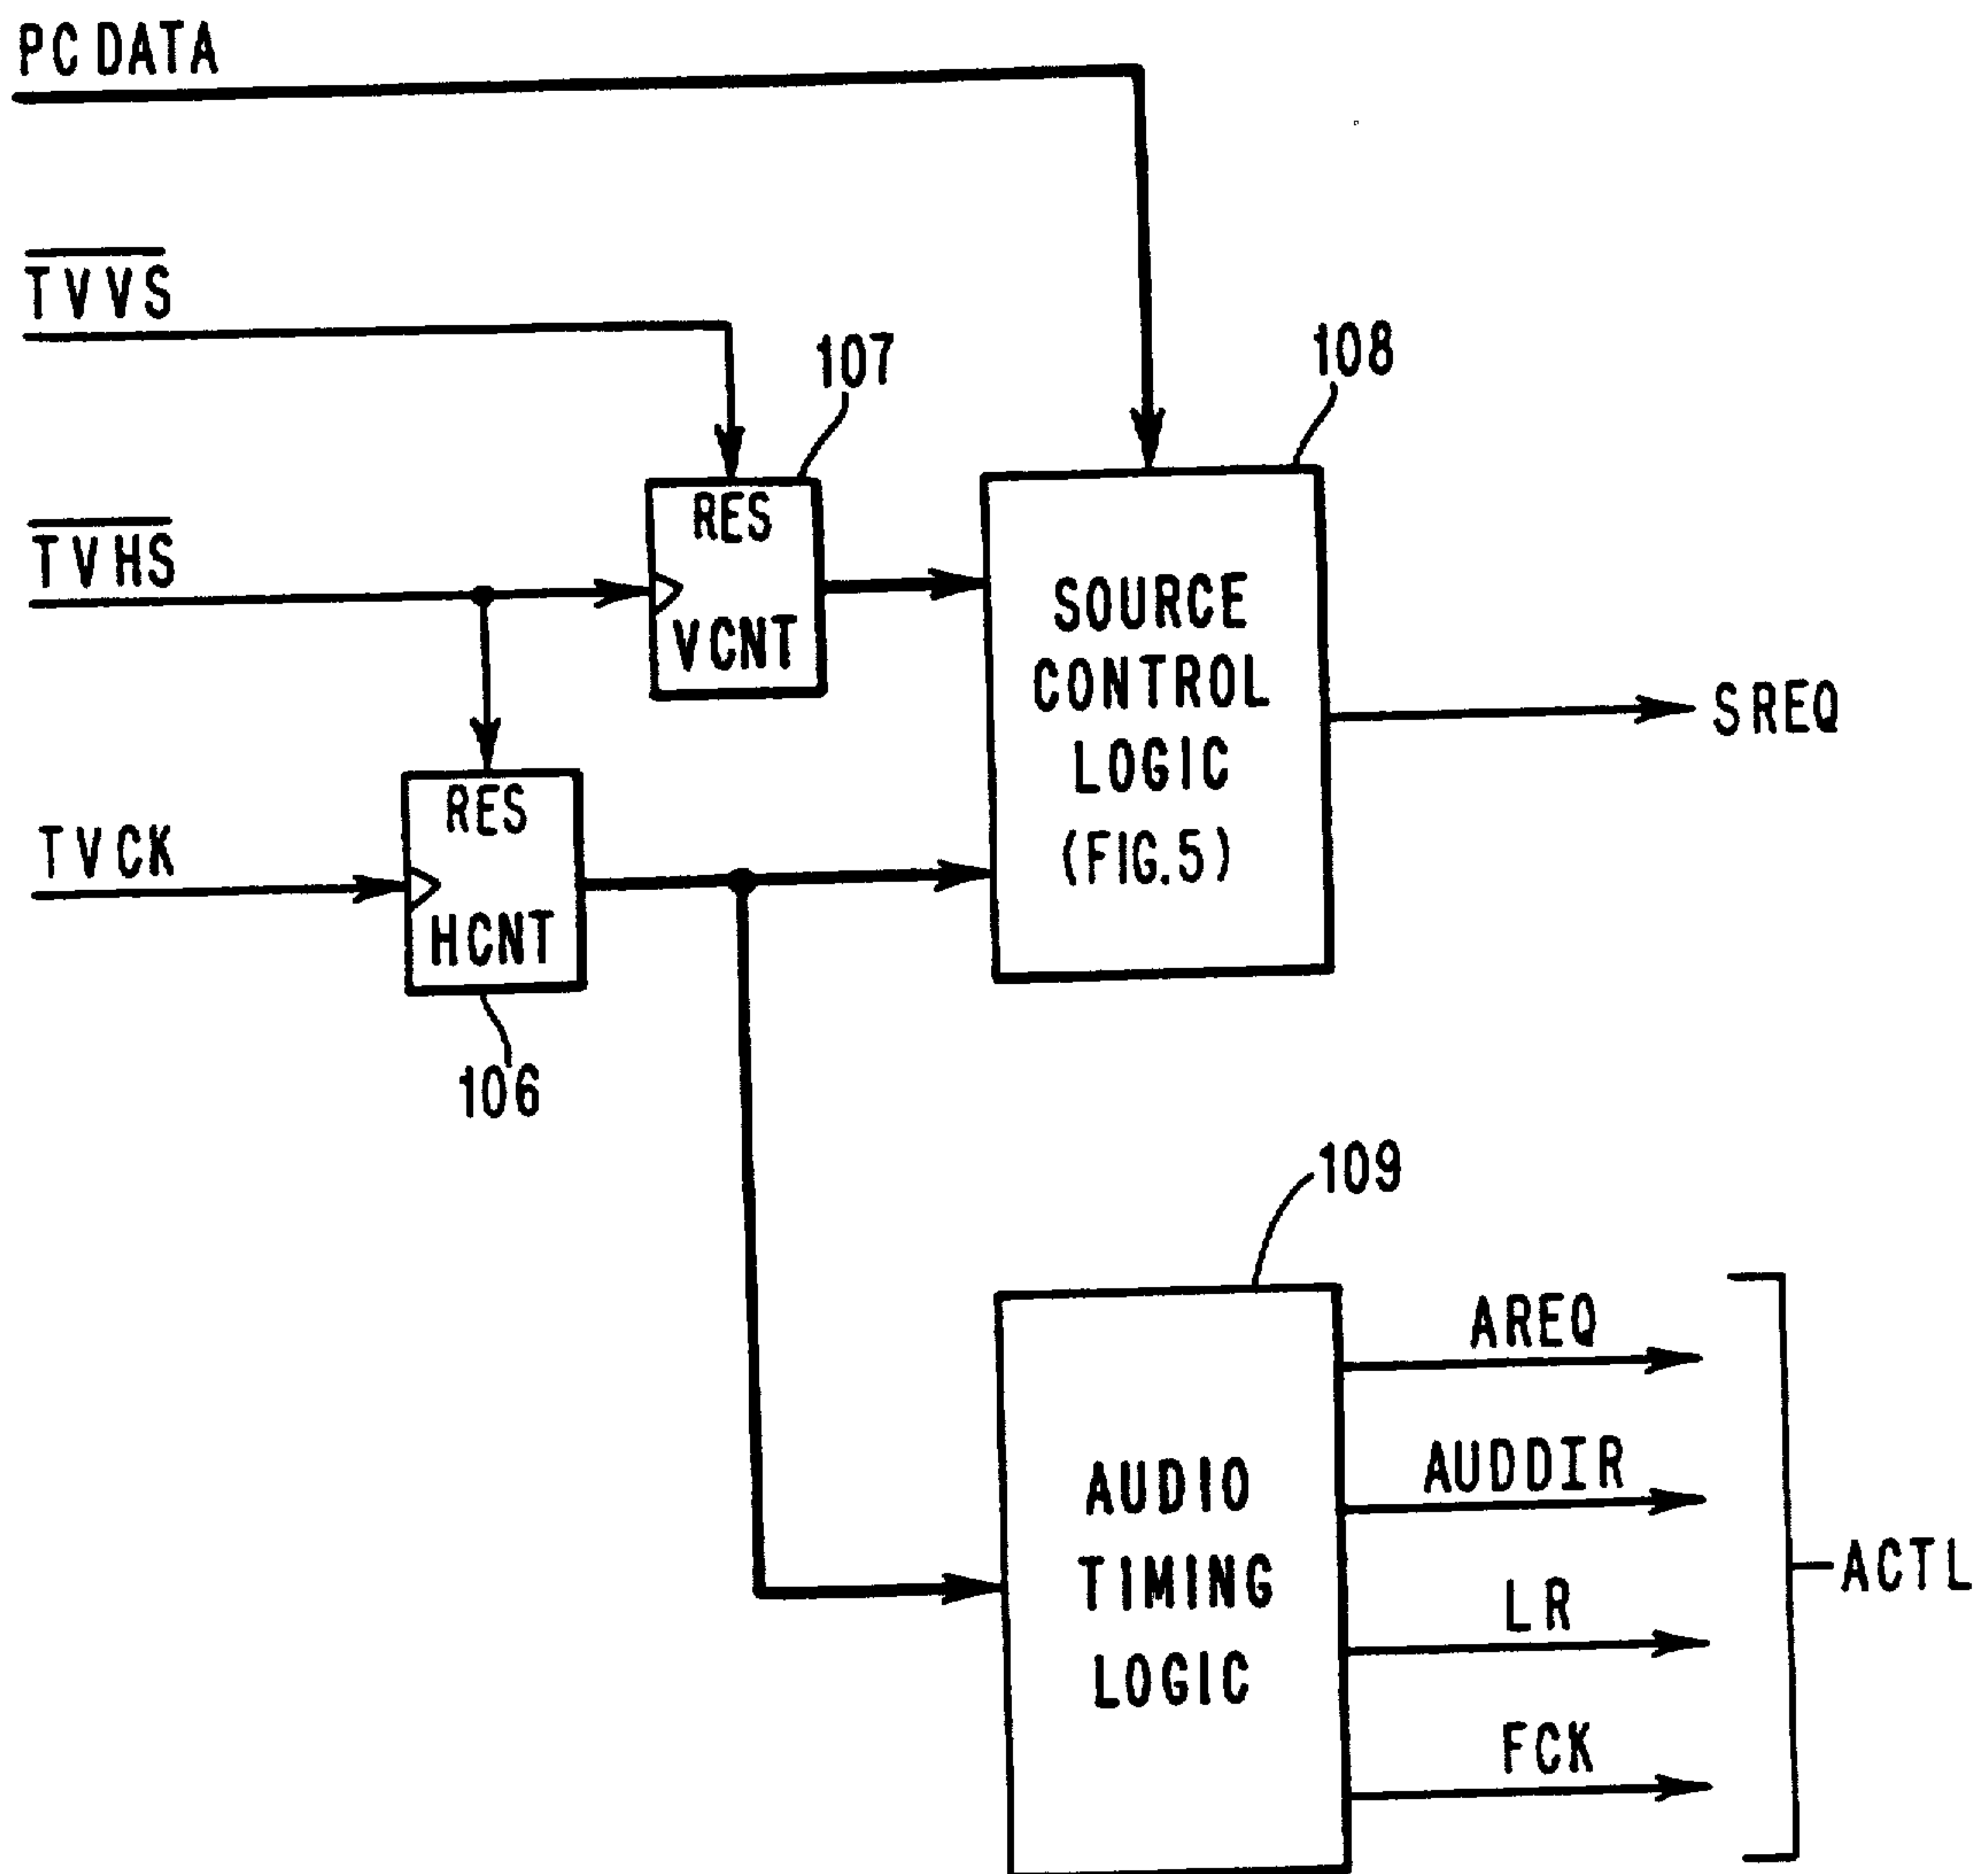 PC DATA
TVVS
107
108
TVHS
RES
VCNT
SOURCE
CONTROL
LOGIC
(FIG.5)
SREQ
TVCK
RES
HCNT
106
109
AREQ
AUDDIR
LR
FCK
AUDIO
TIMING
LOGIC
ACTL